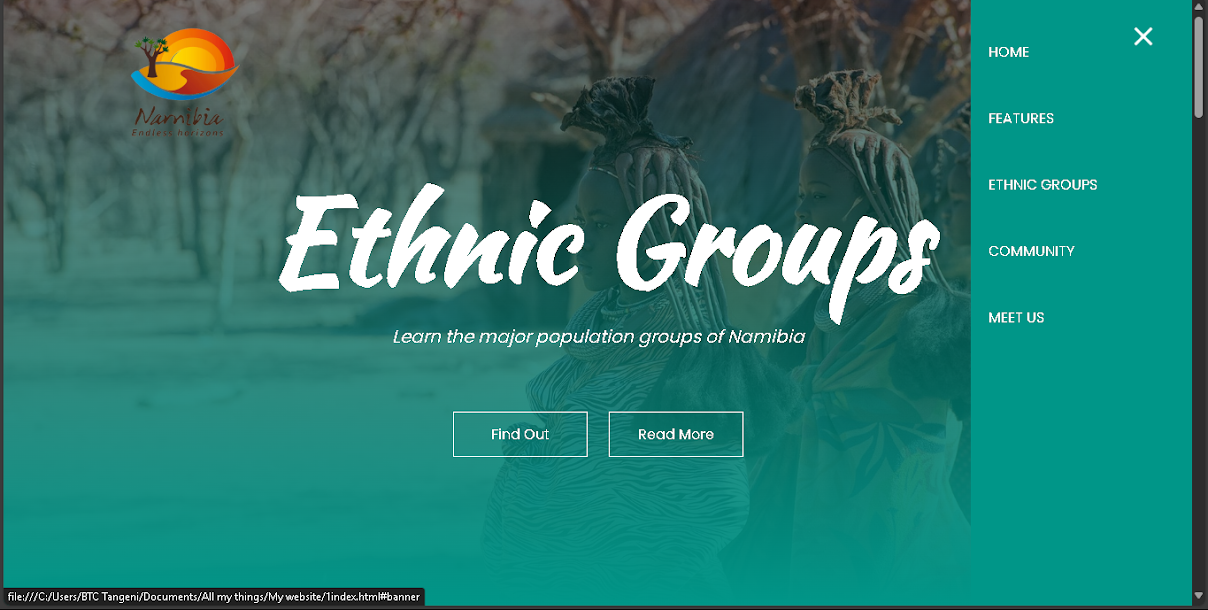 Namibia
Endless horizons
HOME
FEATURES
ETHNIC GROUPS
COMMUNITY
MEET US
Ethnic Groups
Learn the major population groups of Namibia
Find Out
Read More
file:///C:/Users/BTC Tangeni/Documents/All my things/My website/1index.html#banner